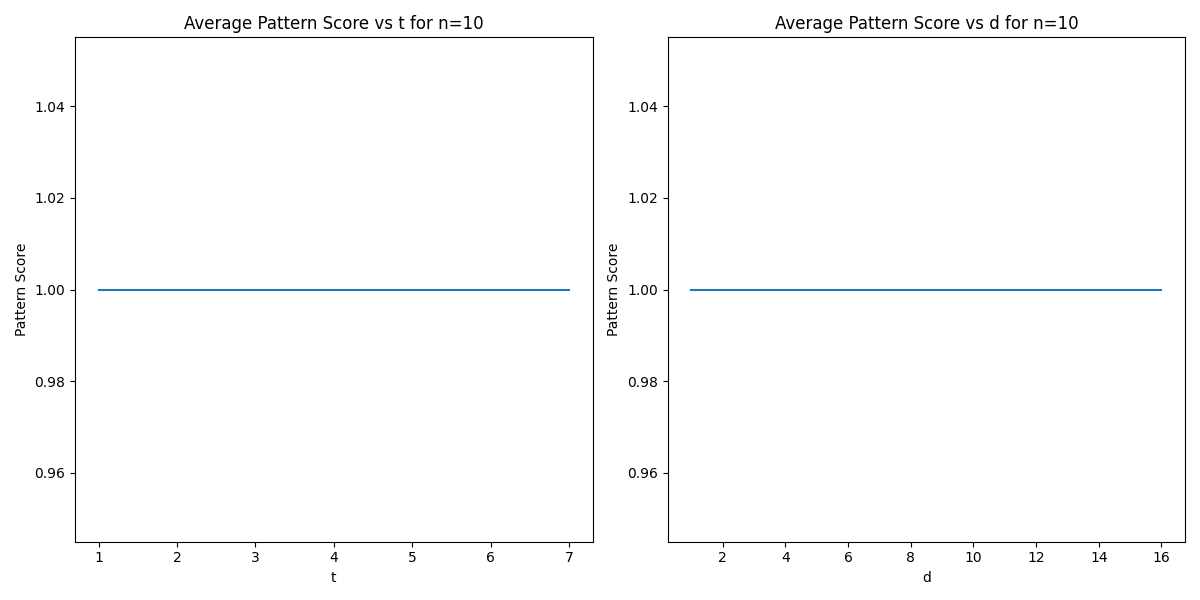 Average Pattern Score vs t for n=10
1.04
1.02
1.00
0.98
0.96
Pattern Score
1 2 3 4 5 6 7
t
Average Pattern Score vs d for n=10
1.04
1.02
1.00
0.98
0.96
Pattern Score
2 4 6 8 10 12 14 16
d